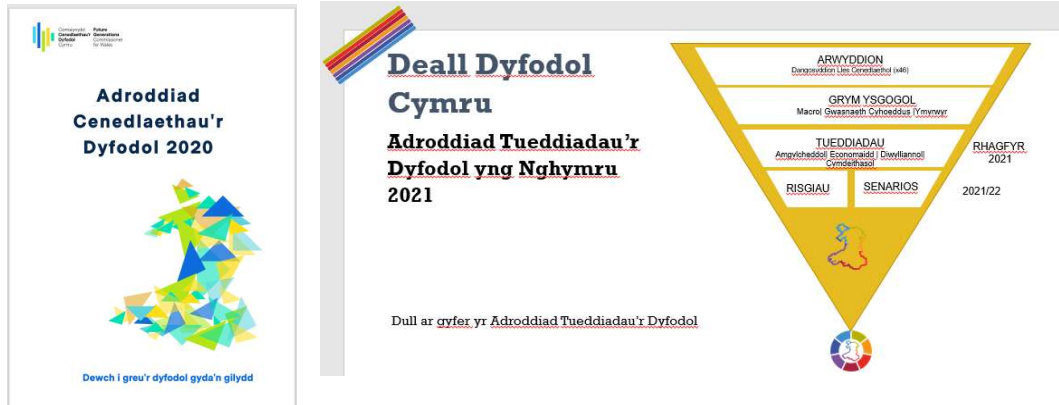 Comisiynydd
Cenedlaethau'r
Dyfodol
Cymru
Future
Generations
Commissioner
for Wales
Adroddiad
Cenedlaethau'r
Dyfodol 2020
Dewch i greu'r dyfodol gyda'n gilydd
Deall Dyfodol
Cymru
Adroddiad Tueddiadau'r
Dyfodol yng Nghymru
2021
Dull ar gyfer yr Adroddiad Tueddiadau'r Dyfodol
ARWYDDION
Dangosyddion Lles Cenedlaethol (x46)
GRYM YSGOGOL
Macro| Gwasnaeth Cyhoeddus |Ymyrwyr
TUEDDIADAU
Amgylcheddol| Economaidd | Diwylliannol|
Cymdeithasol
RISGIAU
SENARIOS
RHAGFYR
2021
2021/22